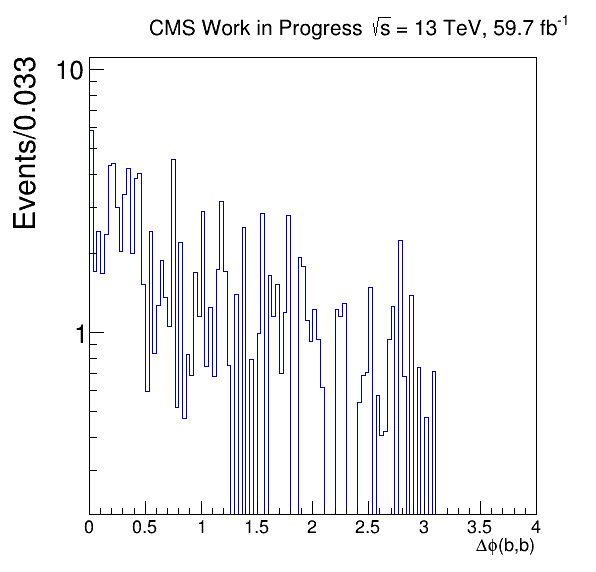 CMS Work in Progress √s = 13 TeV, 59.7 fb⁻¹
Events/0.033
10
1
0 0.5 1 1.5 2 2.5 3 3.5 4
Δϕ(b,b)